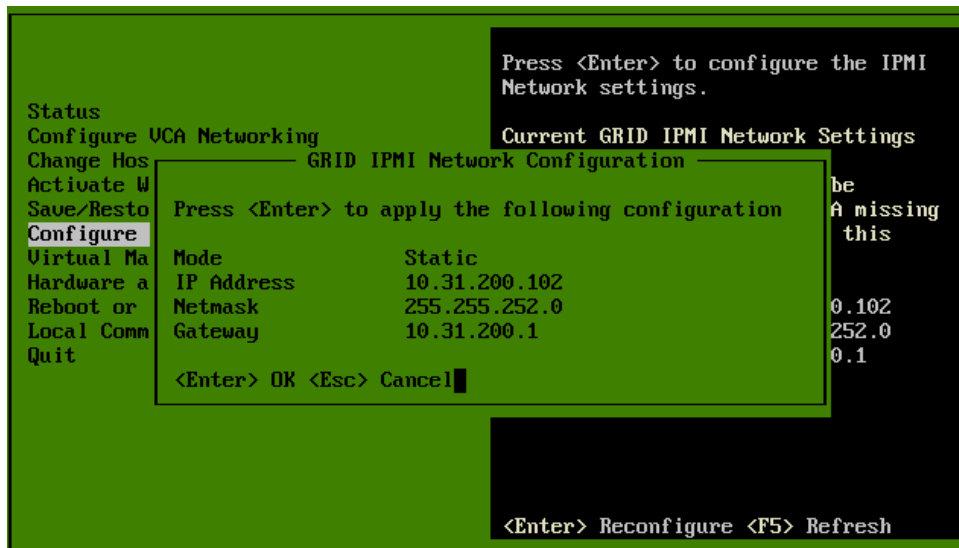 Press <Enter> to configure the IPMI
Network settings.
Status
Configure VCA Networking
Current GRID IPMI Network Settings
Change Hos
GRID IPMI Network Configuration
Activate W
be
Save/Resto
Press <Enter> to apply the following configuration
A missing
Configure
this
Virtual Ma
Mode Static
Hardware a
IP Address 10.31.200.102
Reboot or
Netmask 255.255.252.0
0.102
Local Comm
Gateway 10.31.200.1
252.0
Quit
0.1
<Enter> OK <Esc> Cancel
<Enter> Reconfigure <F5> Refresh